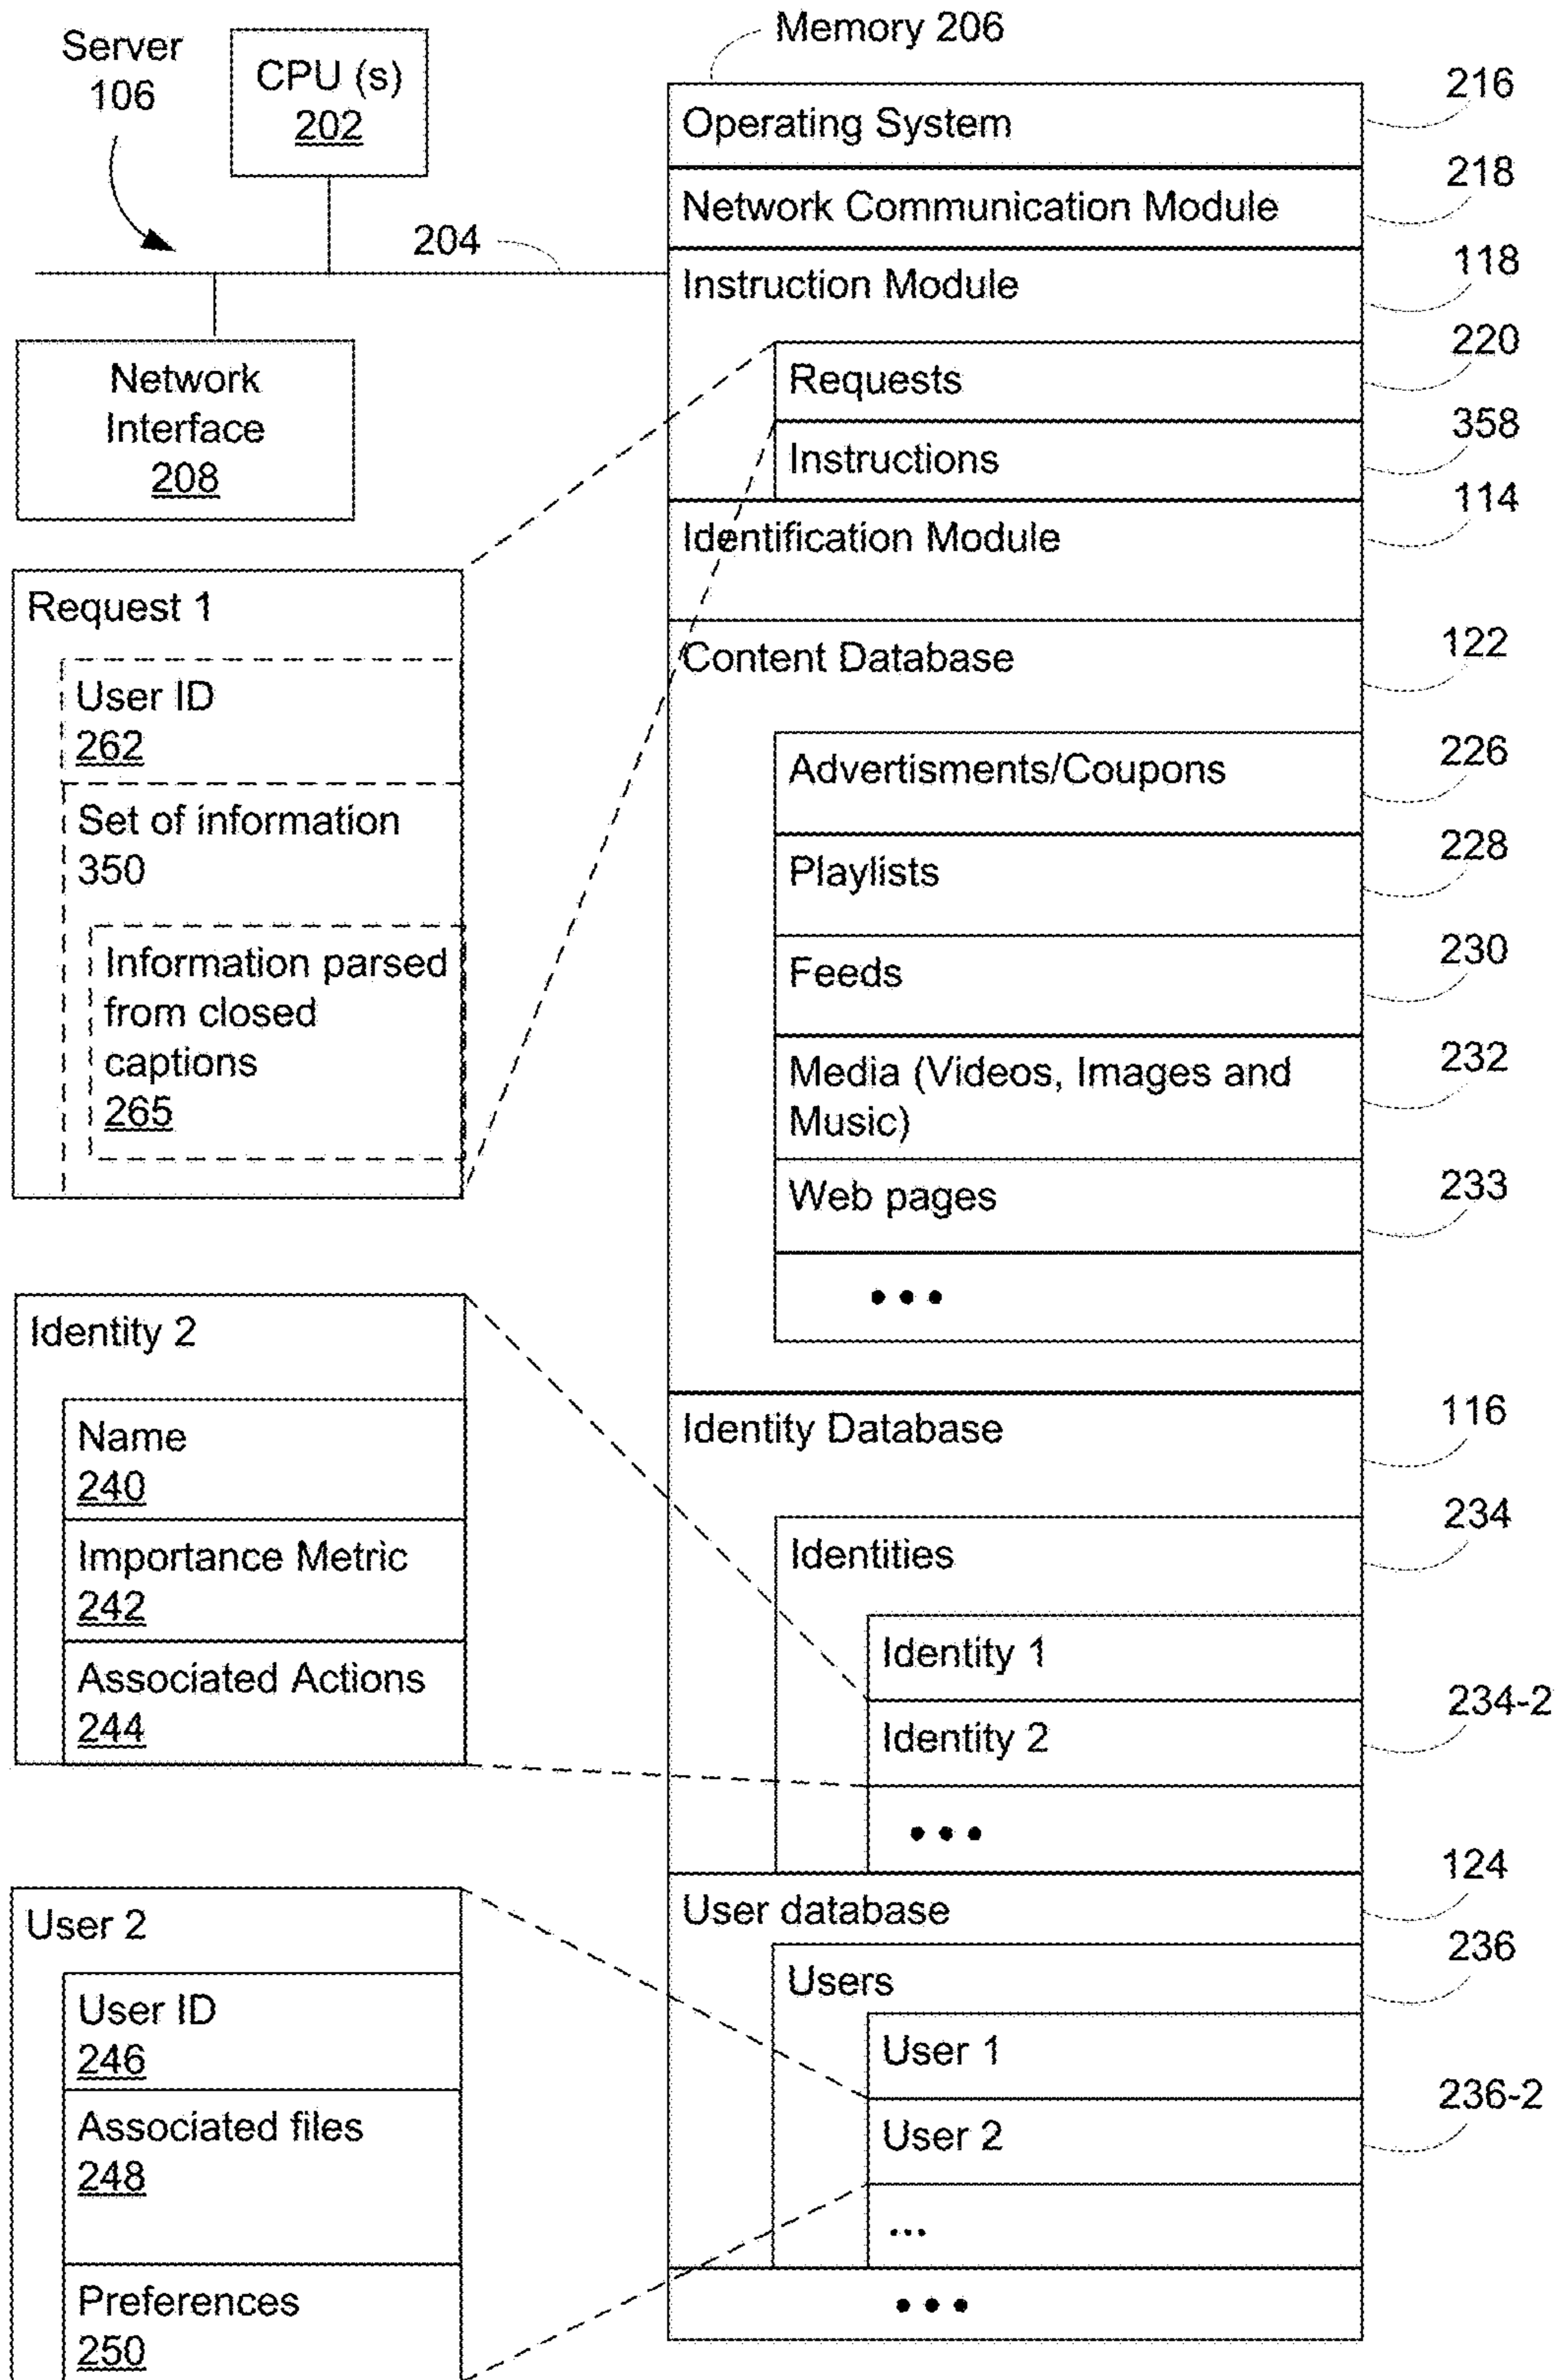 Server
106
CPU (s)
202
204
Network
Interface
208
Memory 206
Operating System
216
Network Communication Module
218
Instruction Module
118
Requests
220
Instructions
358
Identification Module
114
Content Database
122
Advertisments/Coupons
226
Playlists
228
Feeds
230
Media (Videos, Images and
Music)
232
Web pages
233
•••
Identity Database
116
Identities
234
Identity 1
Identity 2
234-2
•••
User database
124
Users
236
User 1
User 2
236-2
...
•••
Request 1
User ID
262
Set of information
350
Information parsed
from closed
captions
265
Identity 2
Name
240
Importance Metric
242
Associated Actions
244
User 2
User ID
246
Associated files
248
Preferences
250